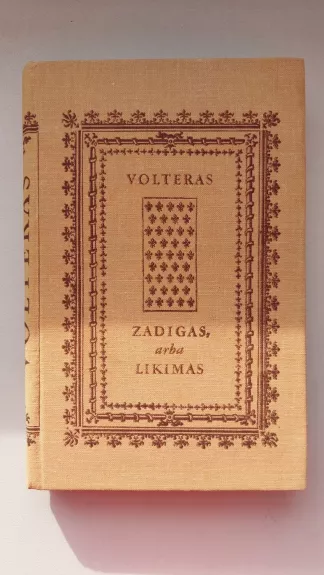 VOLTERAS
VOLTERAS
ZADIGAS,
arba
LIKIMAS